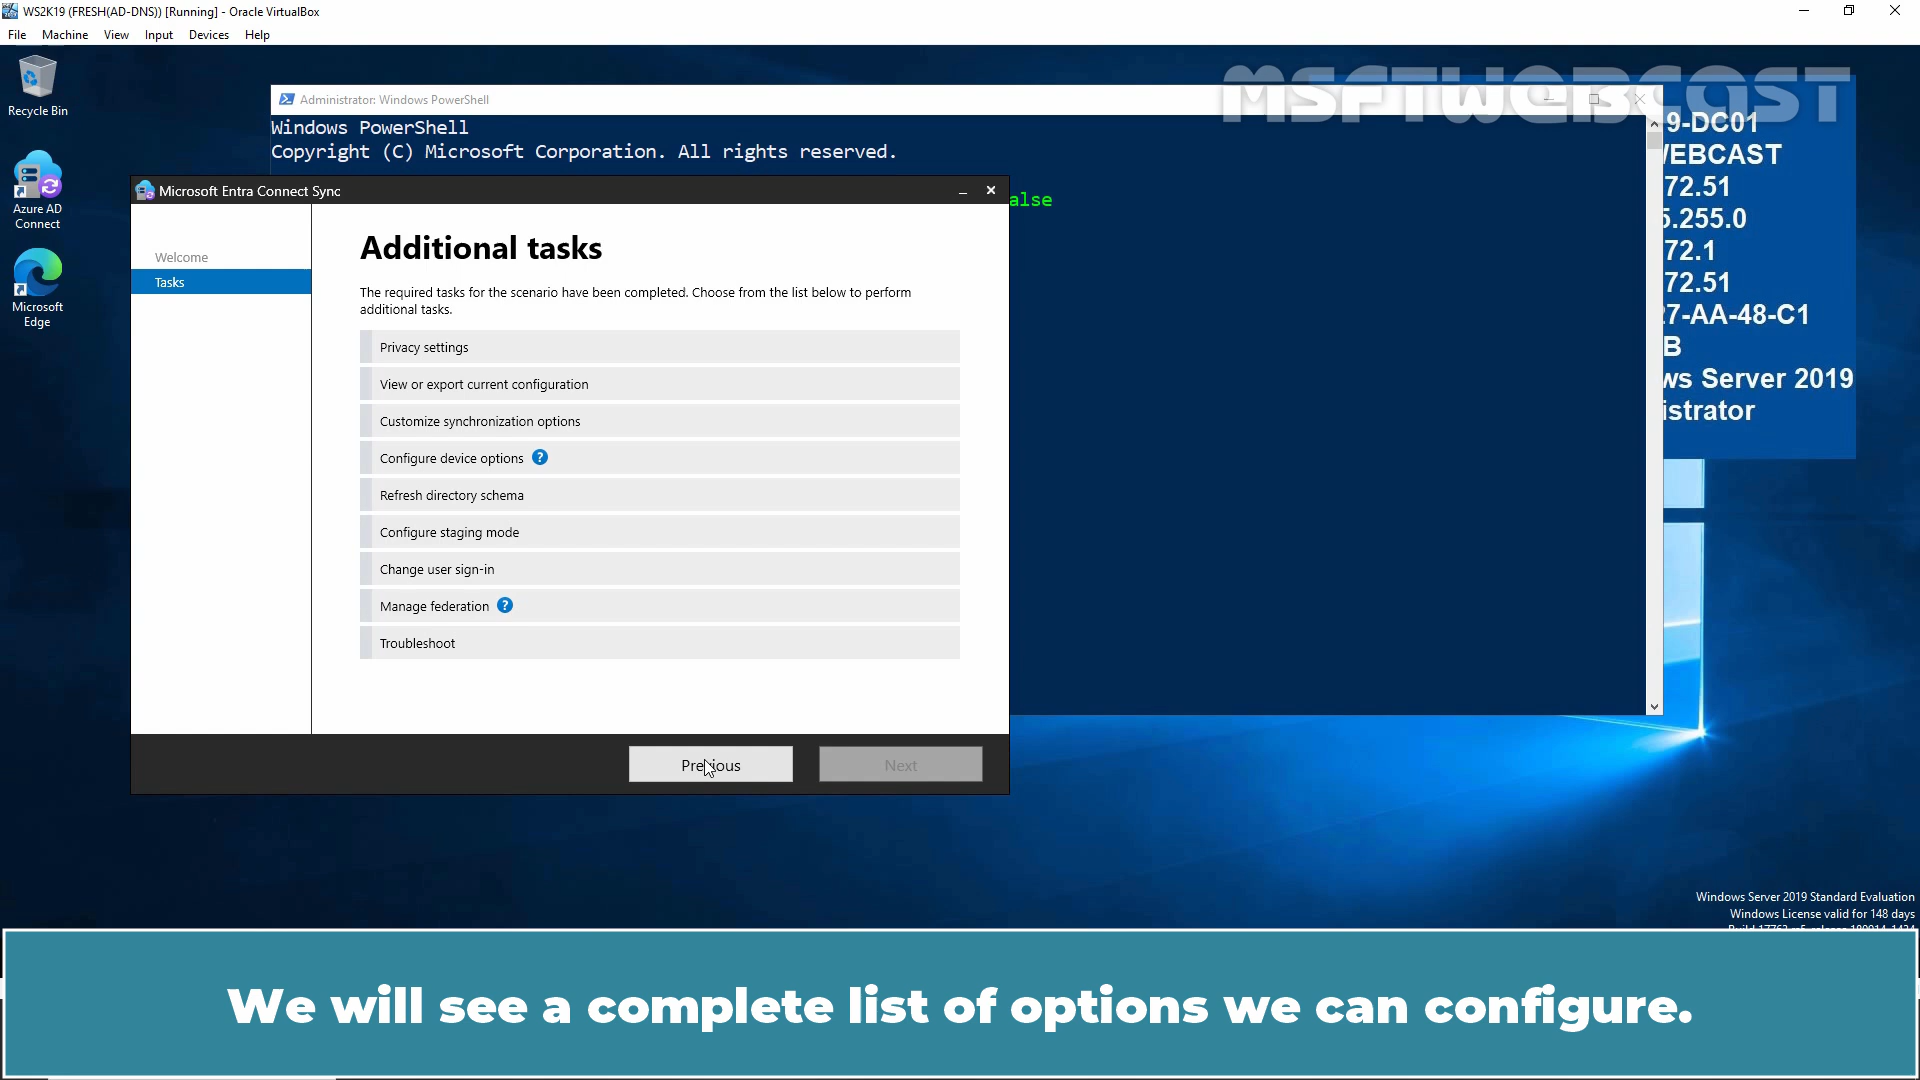 WS2K19 (FRESH(AD-DNS)) [Running] - Oracle VirtualBox
File Machine View Input Devices Help
Recycle Bin
Azure AD
Connect
Microsoft
Edge
MSFTWEBCAST
Administrator: Windows PowerShell
Windows PowerShell
Copyright (C) Microsoft Corporation. All rights reserved.
alse
9-DC01
WEBCAST
72.51
5.255.0
72.1
72.51
27-AA-48-C1
B
ws Server 2019
istrator
Microsoft Entra Connect Sync
Welcome
Tasks
Additional tasks
The required tasks for the scenario have been completed. Choose from the list below to perform
additional tasks.
Privacy settings
View or export current configuration
Customize synchronization options
Configure device options ?
Refresh directory schema
Configure staging mode
Change user sign-in
Manage federation ?
Troubleshoot
Previous
Next
Windows Server 2019 Standard Evaluation
Windows License valid for 148 days
We will see a complete list of options we can configure.